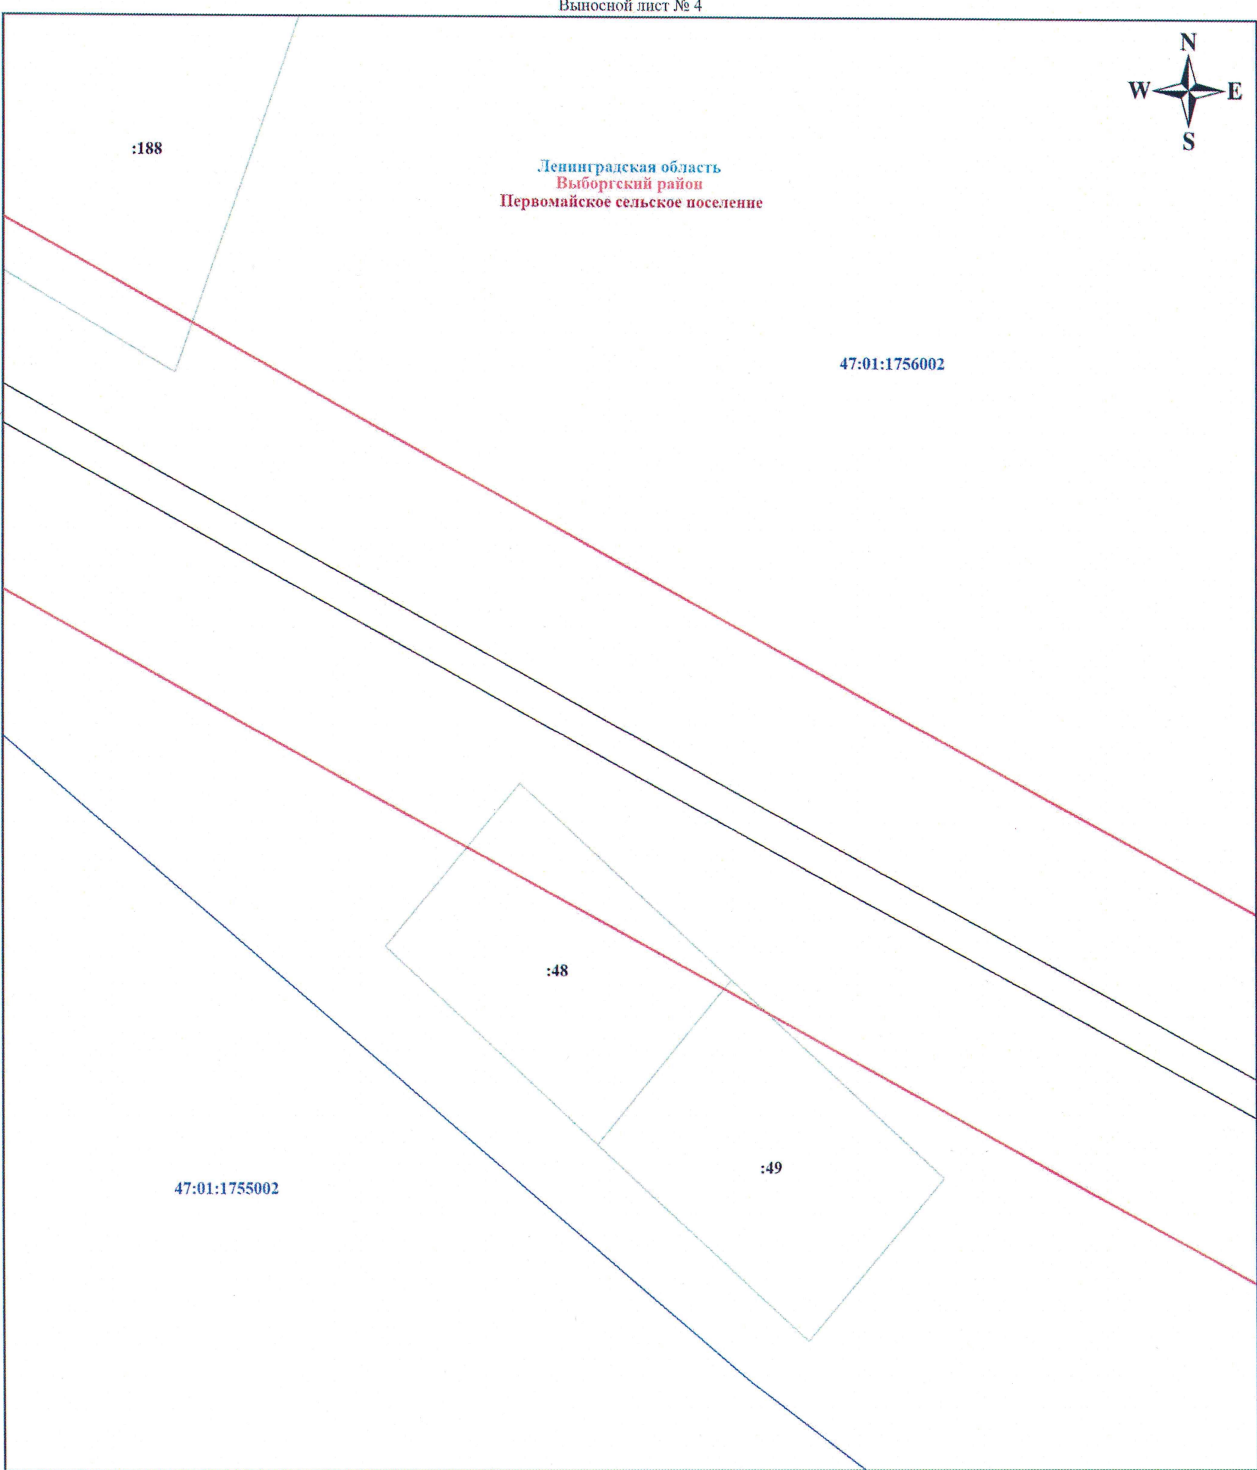 Выносной лист № 4
N
W E
S
:188
Ленинградская область
Выборгский район
Первомайское сельское поселение
47:01:1756002
:48
:49
47:01:1755002